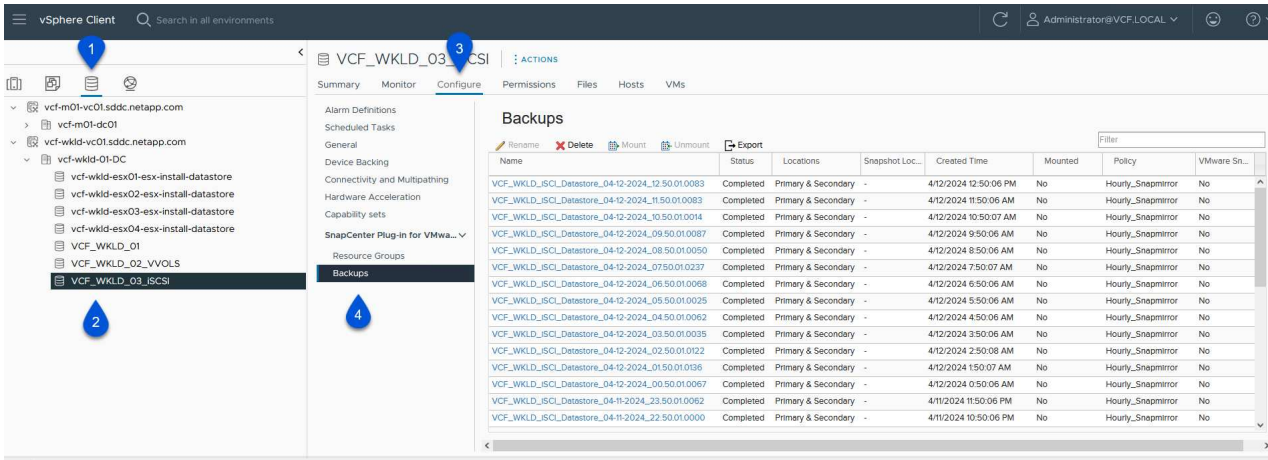 vSphere Client Search in all environments Administrator@VCF.LOCAL
1
VCF_WKLD_03_ CSI ACTIONS
3
Summary Monitor Configure Permissions Files Hosts VMs
vcf-m01-vc01.sddc.netapp.com
vcf-m01-dc01
vcf-wkld-vc01.sddc.netapp.com
vcf-wkld-01-DC
vcf-wkld-esx01-esx-install-datastore
vcf-wkld-esx02-esx-install-datastore
vcf-wkld-esx03-esx-install-datastore
vcf-wkld-esx04-esx-install-datastore
VCF_WKLD_01
VCF_WKLD_02_VVOLS
VCF_WKLD_03_iSCSI
2
Alarm Definitions
Scheduled Tasks
General
Device Backing
Connectivity and Multipathing
Hardware Acceleration
Capability sets
SnapCenter Plug-in for VMwa...
Resource Groups
Backups
4
Backups
Rename Delete Mount Unmount Export Filter
Name Status Locations Snapshot Loc... Created Time Mounted Policy VMware Sn...
VCF_WKLD_iSCI_Datastore_04-12-2024_12.50.01.0083 Completed Primary & Secondary - 4/12/2024 12:50:06 PM No Hourly_Snapmirror No
VCF_WKLD_iSCI_Datastore_04-12-2024_11.50.01.0083 Completed Primary & Secondary - 4/12/2024 11:50:06 AM No Hourly_Snapmirror No
VCF_WKLD_iSCI_Datastore_04-12-2024_10.50.01.0014 Completed Primary & Secondary - 4/12/2024 10:50:07 AM No Hourly_Snapmirror No
VCF_WKLD_iSCI_Datastore_04-12-2024_09.50.01.0087 Completed Primary & Secondary - 4/12/2024 9:50:06 AM No Hourly_Snapmirror No
VCF_WKLD_iSCI_Datastore_04-12-2024_08.50.01.0050 Completed Primary & Secondary - 4/12/2024 8:50:06 AM No Hourly_Snapmirror No
VCF_WKLD_iSCI_Datastore_04-12-2024_07.50.01.0237 Completed Primary & Secondary - 4/12/2024 7:50:07 AM No Hourly_Snapmirror No
VCF_WKLD_iSCI_Datastore_04-12-2024_06.50.01.0068 Completed Primary & Secondary - 4/12/2024 6:50:06 AM No Hourly_Snapmirror No
VCF_WKLD_iSCI_Datastore_04-12-2024_05.50.01.0025 Completed Primary & Secondary - 4/12/2024 5:50:06 AM No Hourly_Snapmirror No
VCF_WKLD_iSCI_Datastore_04-12-2024_04.50.01.0062 Completed Primary & Secondary - 4/12/2024 4:50:06 AM No Hourly_Snapmirror No
VCF_WKLD_iSCI_Datastore_04-12-2024_03.50.01.0035 Completed Primary & Secondary - 4/12/2024 3:50:06 AM No Hourly_Snapmirror No
VCF_WKLD_iSCI_Datastore_04-12-2024_02.50.01.0122 Completed Primary & Secondary - 4/12/2024 2:50:08 AM No Hourly_Snapmirror No
VCF_WKLD_iSCI_Datastore_04-12-2024_01.50.01.0136 Completed Primary & Secondary - 4/12/2024 1:50:07 AM No Hourly_Snapmirror No
VCF_WKLD_iSCI_Datastore_04-12-2024_00.50.01.0067 Completed Primary & Secondary - 4/12/2024 0:50:06 AM No Hourly_Snapmirror No
VCF_WKLD_iSCI_Datastore_04-11-2024_23.50.01.0062 Completed Primary & Secondary - 4/11/2024 11:50:06 PM No Hourly_Snapmirror No
VCF_WKLD_iSCI_Datastore_04-11-2024_22.50.01.0000 Completed Primary & Secondary - 4/11/2024 10:50:06 PM No Hourly_Snapmirror No